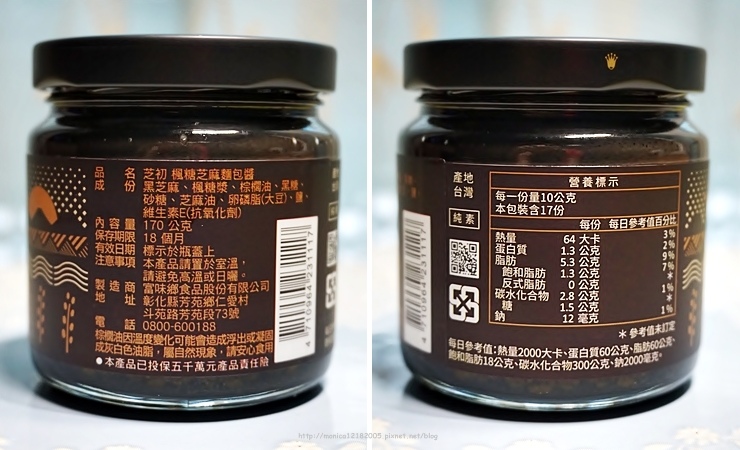 品名 芝初 楓糖芝麻麵包醬
成份 黑芝麻、楓糖漿、棕櫚油、黑糖、
砂糖、芝麻油、卵磷脂(大豆)、鹽、
維生素E(抗氧化劑)
內容量 170 公克
保存期限 18 個月
有效日期 標示於瓶蓋上
注意事項 本產品請置於室溫，
請避免高溫或日曬。
製造商 富味鄉食品股份有限公司
地址 彰化縣芳苑鄉仁愛村
斗苑路芳苑段73號
電話 0800-600188
棕櫚油因溫度變化可能會造成浮出或凝固
成灰白色油脂，屬自然現象，請安心食用
●本產品已投保五千萬元產品責任險
4 710964 231117
產地
台灣
純素
營養標示
每一份量10公克
本包裝含17份
每份 每日參考值百分比
熱量 64 大卡 3%
蛋白質 1.3 公克 2%
脂肪 5.3 公克 9%
飽和脂肪 1.3 公克 7%
反式脂肪 0 公克 *
碳水化合物 2.8 公克 1%
糖 1.5 公克 *
鈉 12 毫克 1%
*參考值未訂定
每日參考值：熱量2000大卡、蛋白質60公克、脂肪60公克、
飽和脂肪18公克、碳水化合物300公克、鈉2000毫克。
4 710964 231117
http://monica12182005.pixnet.net/blog